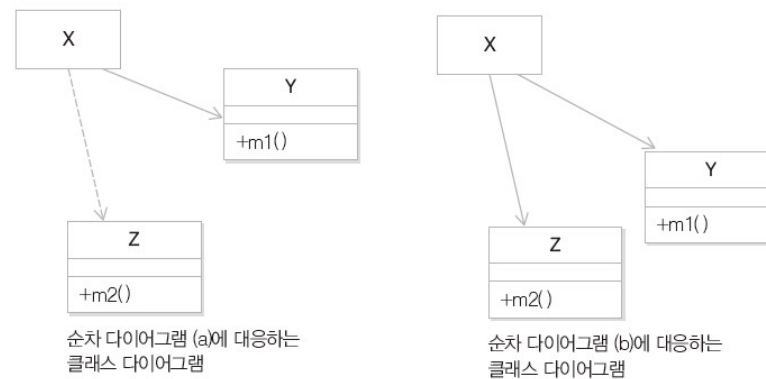 X
Y
+m1()
Z
+m2()
순차 다이어그램 (a)에 대응하는
클래스 다이어그램
X
Y
+m1()
Z
+m2()
순차 다이어그램 (b)에 대응하는
클래스 다이어그램